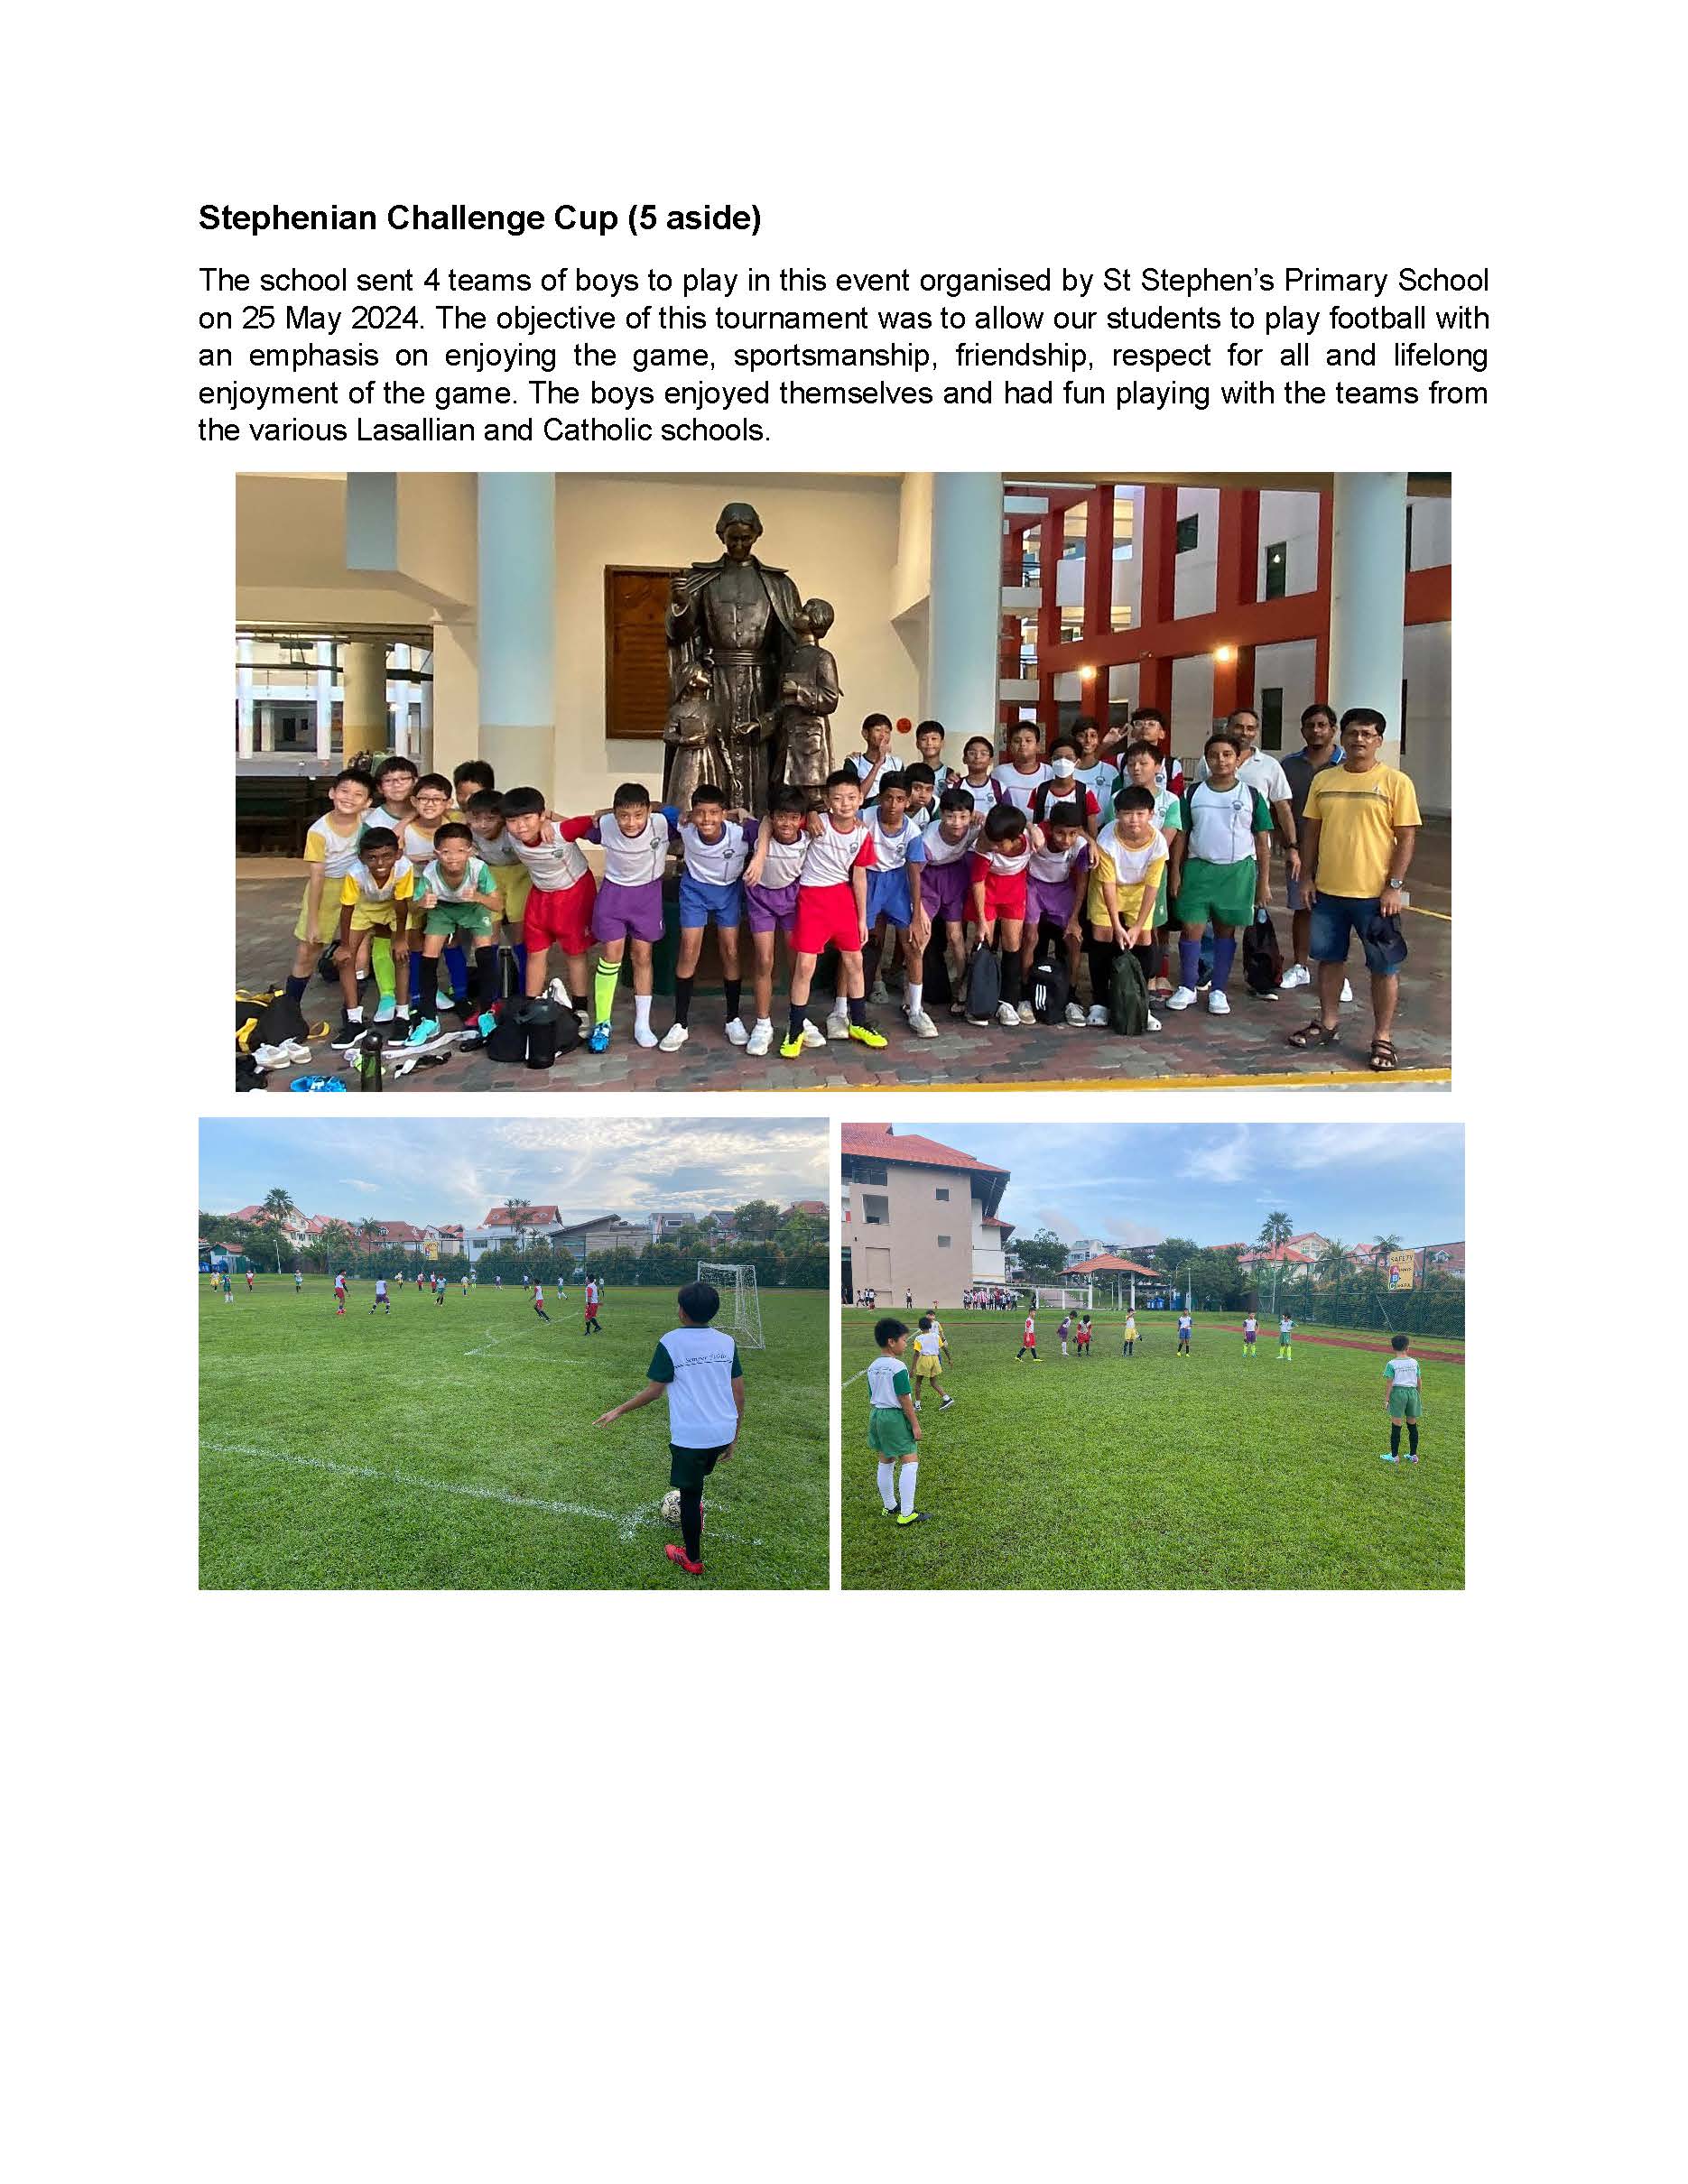 Stephenian Challenge Cup (5 aside)
The school sent 4 teams of boys to play in this event organised by St Stephen's Primary School
on 25 May 2024. The objective of this tournament was to allow our students to play football with
an emphasis on enjoying the game, sportsmanship, friendship, respect for all and lifelong
enjoyment of the game. The boys enjoyed themselves and had fun playing with the teams from
the various Lasallian and Catholic schools.
SAFETY